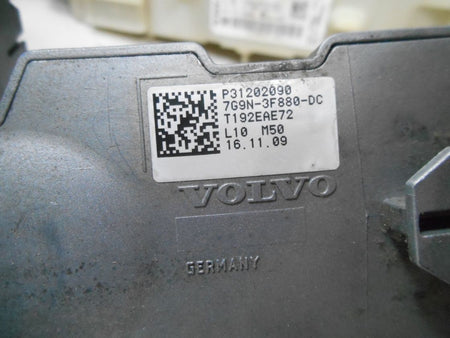 P31202090
7G9N-3F880-DC
T192EAE72
L10 M50
16.11.09
VOLVO
GERMANY